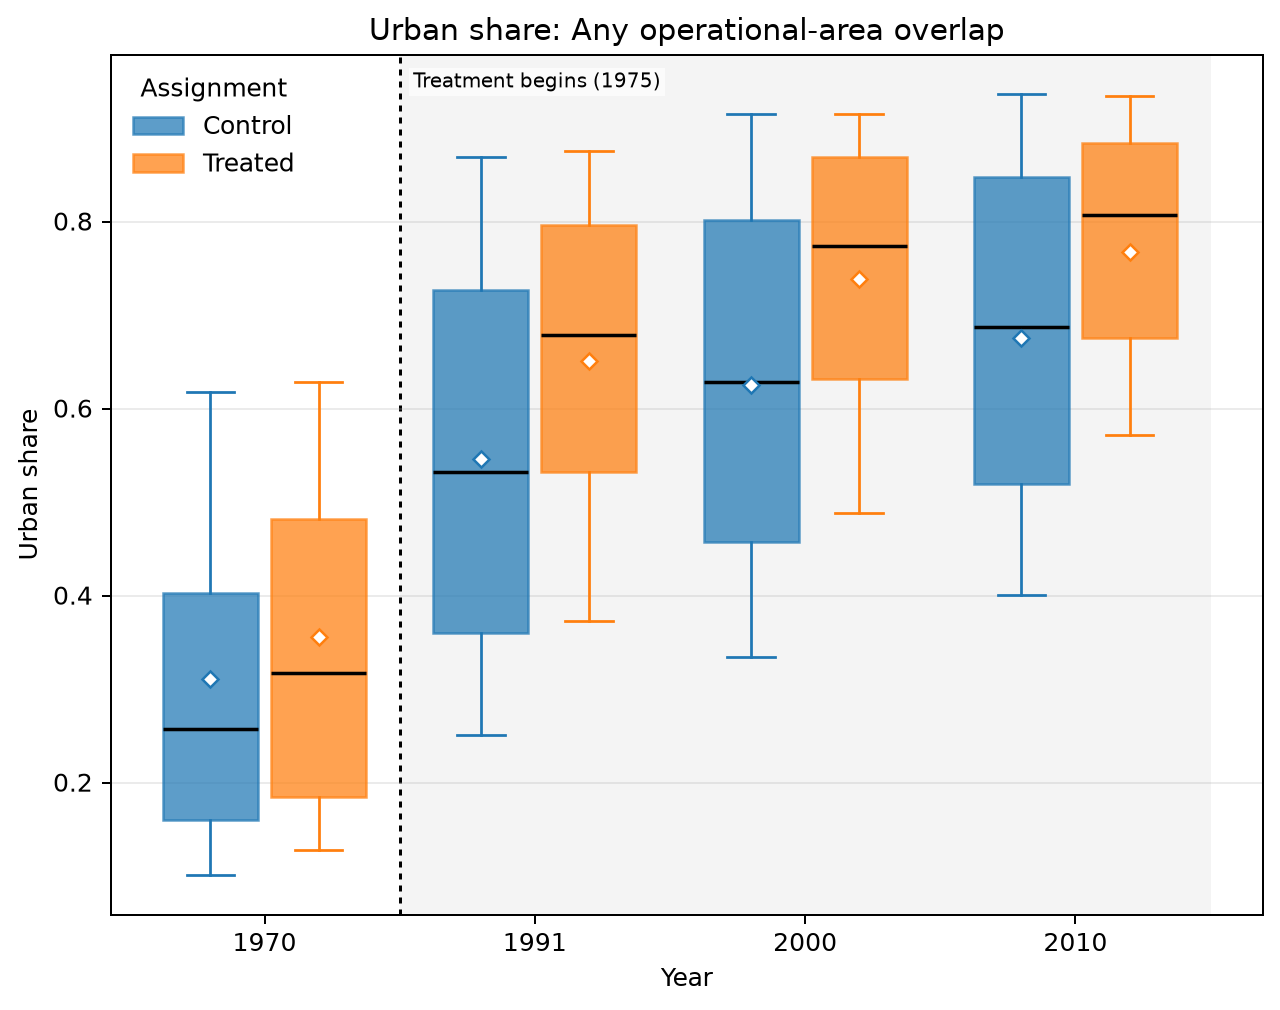 Urban share: Any operational-area overlap
Assignment
Control
Treated
Treatment begins (1975)
Urban share
0.8
0.6
0.4
0.2
1970
1991
2000
2010
Year